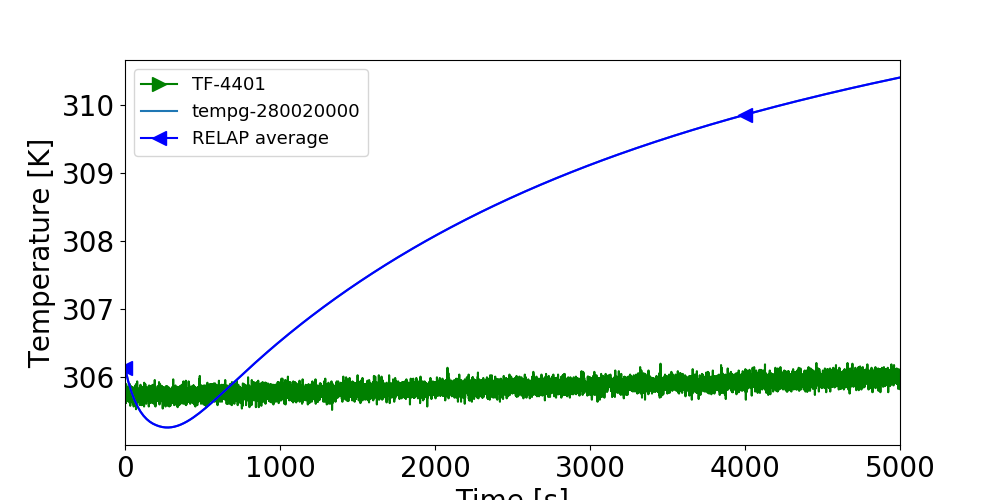 TF-4401
tempg-280020000
RELAP average
Temperature [K]
310
309
308
307
306
0 1000 2000 3000 4000 5000
Time [s]